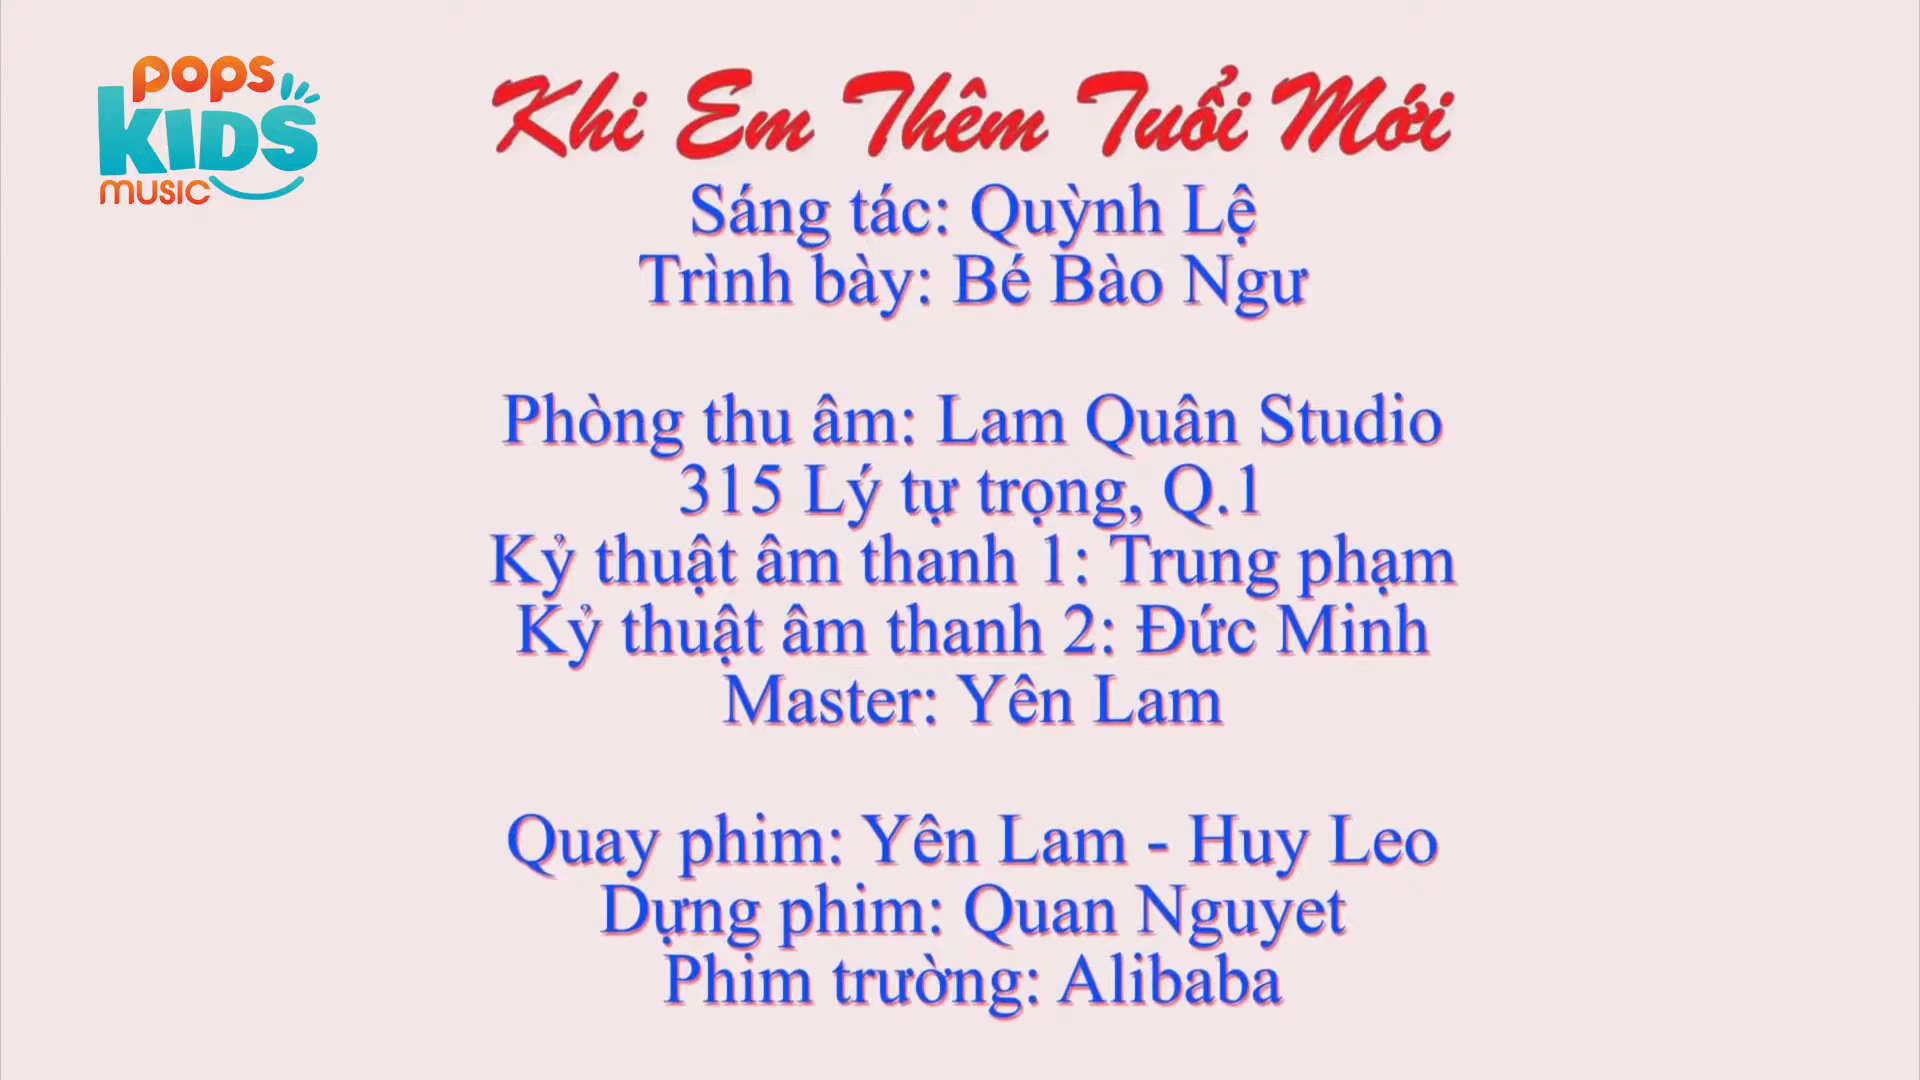 pops
KIDS
MUSIC
Khi Em Thêm Tuổi Mới
Sáng tác: Quỳnh Lệ
Trình bày: Bé Bào Ngư
Phòng thu âm: Lam Quân Studio
315 Lý tự trọng, Q.1
Kỷ thuật âm thanh 1: Trung phạm
Kỷ thuật âm thanh 2: Đức Minh
Master: Yên Lam
Quay phim: Yên Lam - Huy Leo
Dựng phim: Quan Nguyet
Phim trường: Alibaba